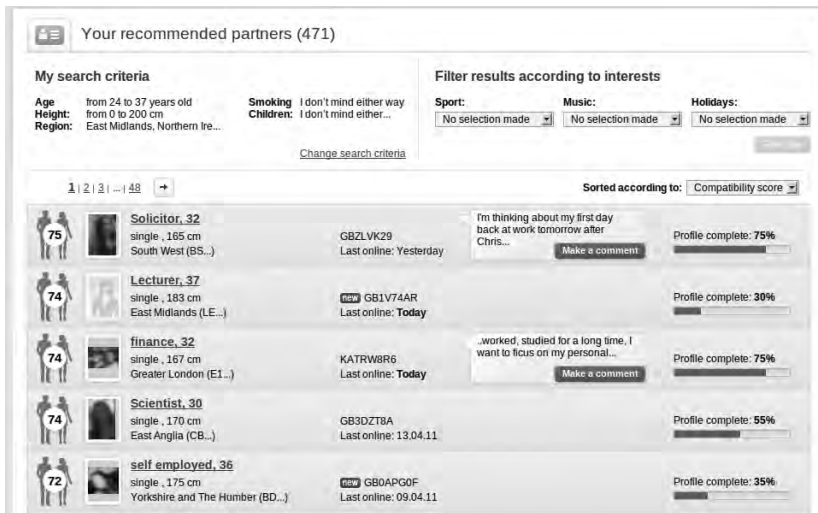 Your recommended partners (471)
My search criteria
Age from 24 to 37 years old
Height: from 0 to 200 cm
Region: East Midlands, Northern Ire...
Smoking I don't mind either way
Children: I don't mind either...
Change search criteria
Filter results according to interests
Sport: Music: Holidays:
No selection made No selection made No selection made
1 | 2 | 3 | ... | 48
Sorted according to: Compatibility score
75
Solicitor, 32
single , 165 cm
South West (BS...)
GBZLVK29
Last online: Yesterday
I'm thinking about my first day
back at work tomorrow after
Chris...
Make a comment
Profile complete: 75%
74
Lecturer, 37
single , 183 cm
East Midlands (LE...)
new GB1V74AR
Last online: Today
Profile complete: 30%
74
finance, 32
single , 167 cm
Greater London (E1...)
KATRW8R6
Last online: Today
..worked, studied for a long time, I
want to ficus on my personal...
Make a comment
Profile complete: 75%
74
Scientist, 30
single , 170 cm
East Anglia (CB...)
GB3DZT8A
Last online: 13.04.11
Profile complete: 55%
72
self employed, 36
single , 175 cm
Yorkshire and The Humber (BD...)
new GB0APG0F
Last online: 09.04.11
Profile complete: 35%